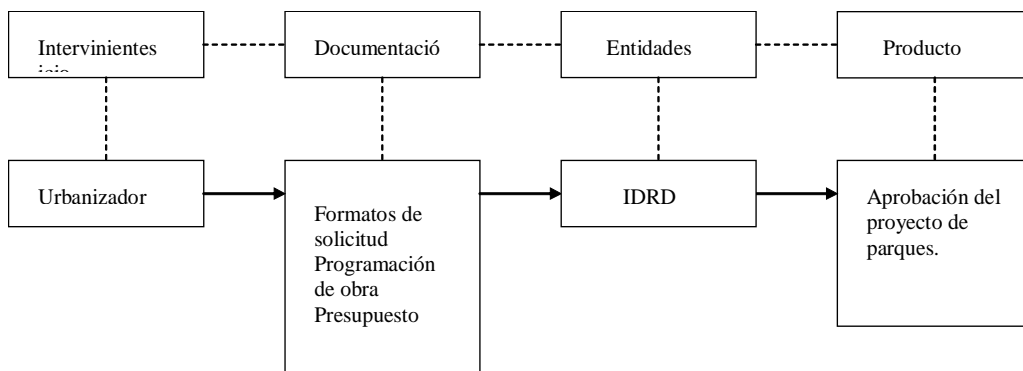 Intervinientes
Documentació
Entidades
Producto
Urbanizador
Formatos de
solicitud
Programación
de obra
Presupuesto
IDRD
Aprobación del
proyecto de
parques.